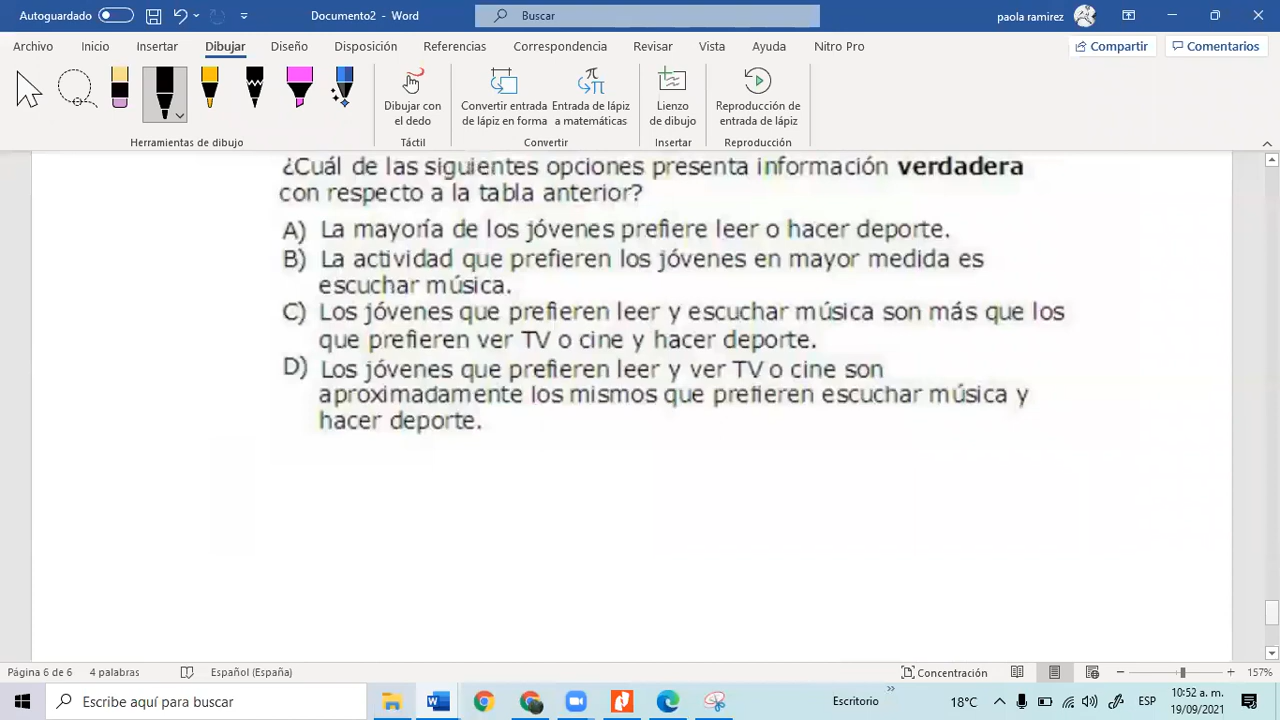 Autoguardado
Documento2 - Word
Buscar
paola ramirez
Archivo Inicio Insertar Dibujar Diseño Disposición Referencias Correspondencia Revisar Vista Ayuda Nitro Pro
Compartir
Comentarios
Dibujar con
el dedo
Convertir entrada
de lápiz en forma
Entrada de lápiz
a matemáticas
Lienzo
de dibujo
Reproducción de
entrada de lápiz
Herramientas de dibujo
Táctil
Convertir
Insertar
Reproducción
¿Cuál de las siguientes opciones presenta información verdadera
con respecto a la tabla anterior?
A) La mayoría de los jóvenes prefiere leer o hacer deporte.
B) La actividad que prefieren los jóvenes en mayor medida es
escuchar música.
C) Los jóvenes que prefieren leer y escuchar música son más que los
que prefieren ver TV o cine y hacer deporte.
D) Los jóvenes que prefieren leer y ver TV o cine son
aproximadamente los mismos que prefieren escuchar música y
hacer deporte.
Página 6 de 6
4 palabras
Español (España)
Concentración
157%
Escribe aquí para buscar
Escritorio
18°C
ESP
10:52 a. m.
19/09/2021